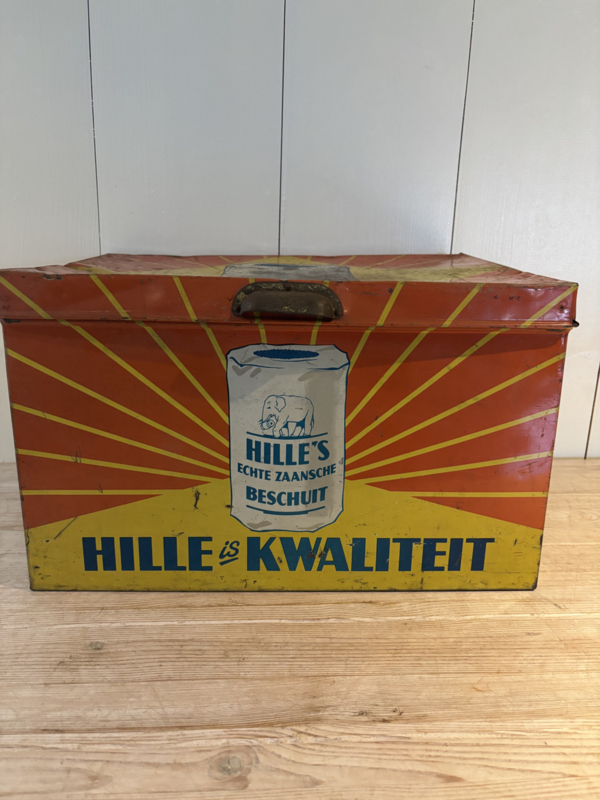 HILLE'S
ECHTE ZAANSCHE
BESCHUIT
HILLE is KWALITEIT